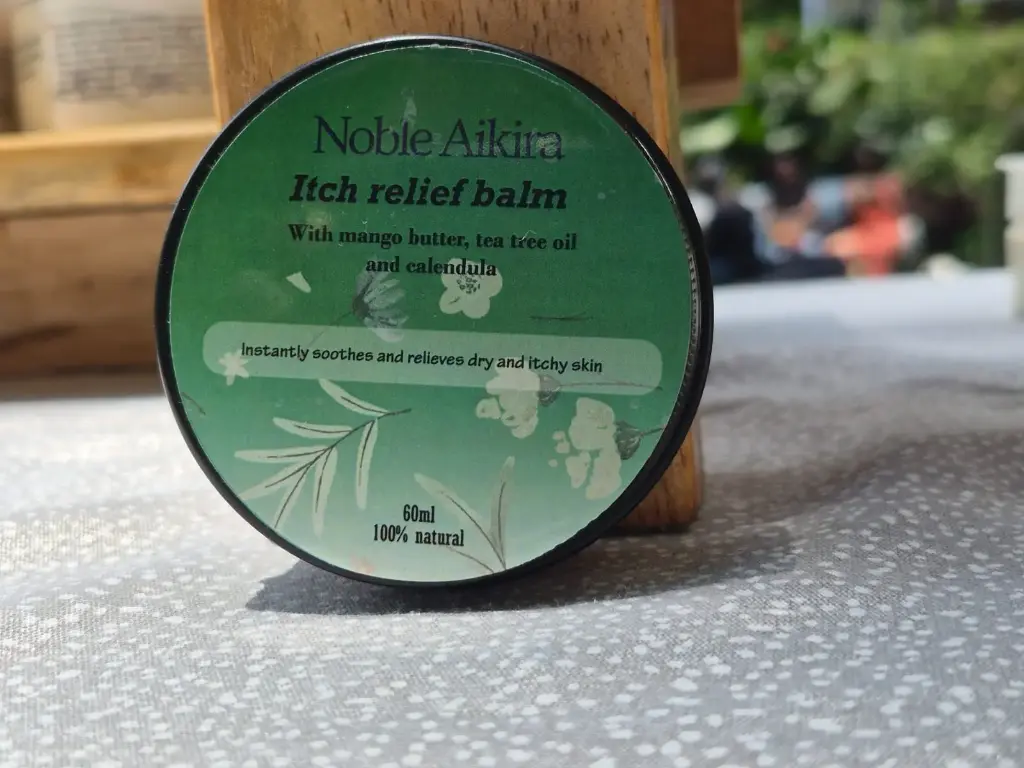 Noble Aikira
Itch relief balm
With mango butter, tea tree oil
and calendula
Instantly soothes and relieves dry and itchy skin
60ml
100% natural